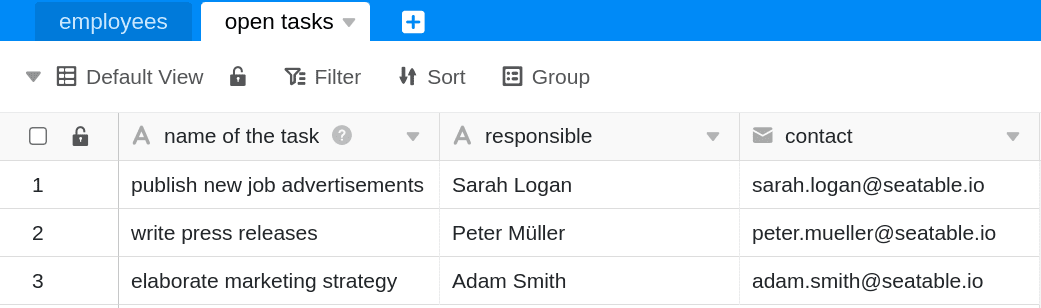 employees open tasks
Default View Filter Sort Group
name of the task ? responsible contact
1 publish new job advertisements Sarah Logan sarah.logan@seatable.io
2 write press releases Peter Müller peter.mueller@seatable.io
3 elaborate marketing strategy Adam Smith adam.smith@seatable.io